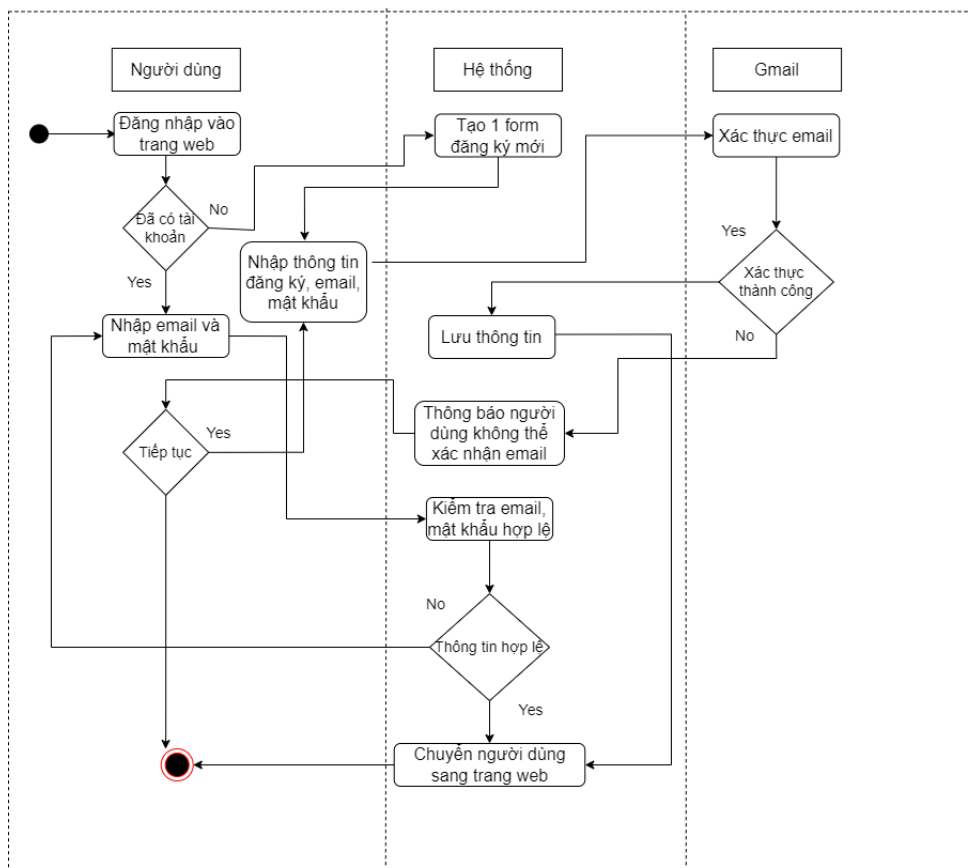 Người dùng
Hệ thống
Gmail
Đăng nhập vào
trang web
Tạo 1 form
đăng ký mới
Xác thực email
Đã có tài
khoản
No
Yes
Nhập thông tin
đăng ký, email,
mật khẩu
Yes
Xác thực
thành công
No
Nhập email và
mật khẩu
Lưu thông tin
Thông báo người
dùng không thể
xác nhận email
Tiếp tục
Yes
Kiểm tra email,
mật khẩu hợp lệ
No
Thông tin hợp lệ
Yes
Chuyển người dùng
sang trang web